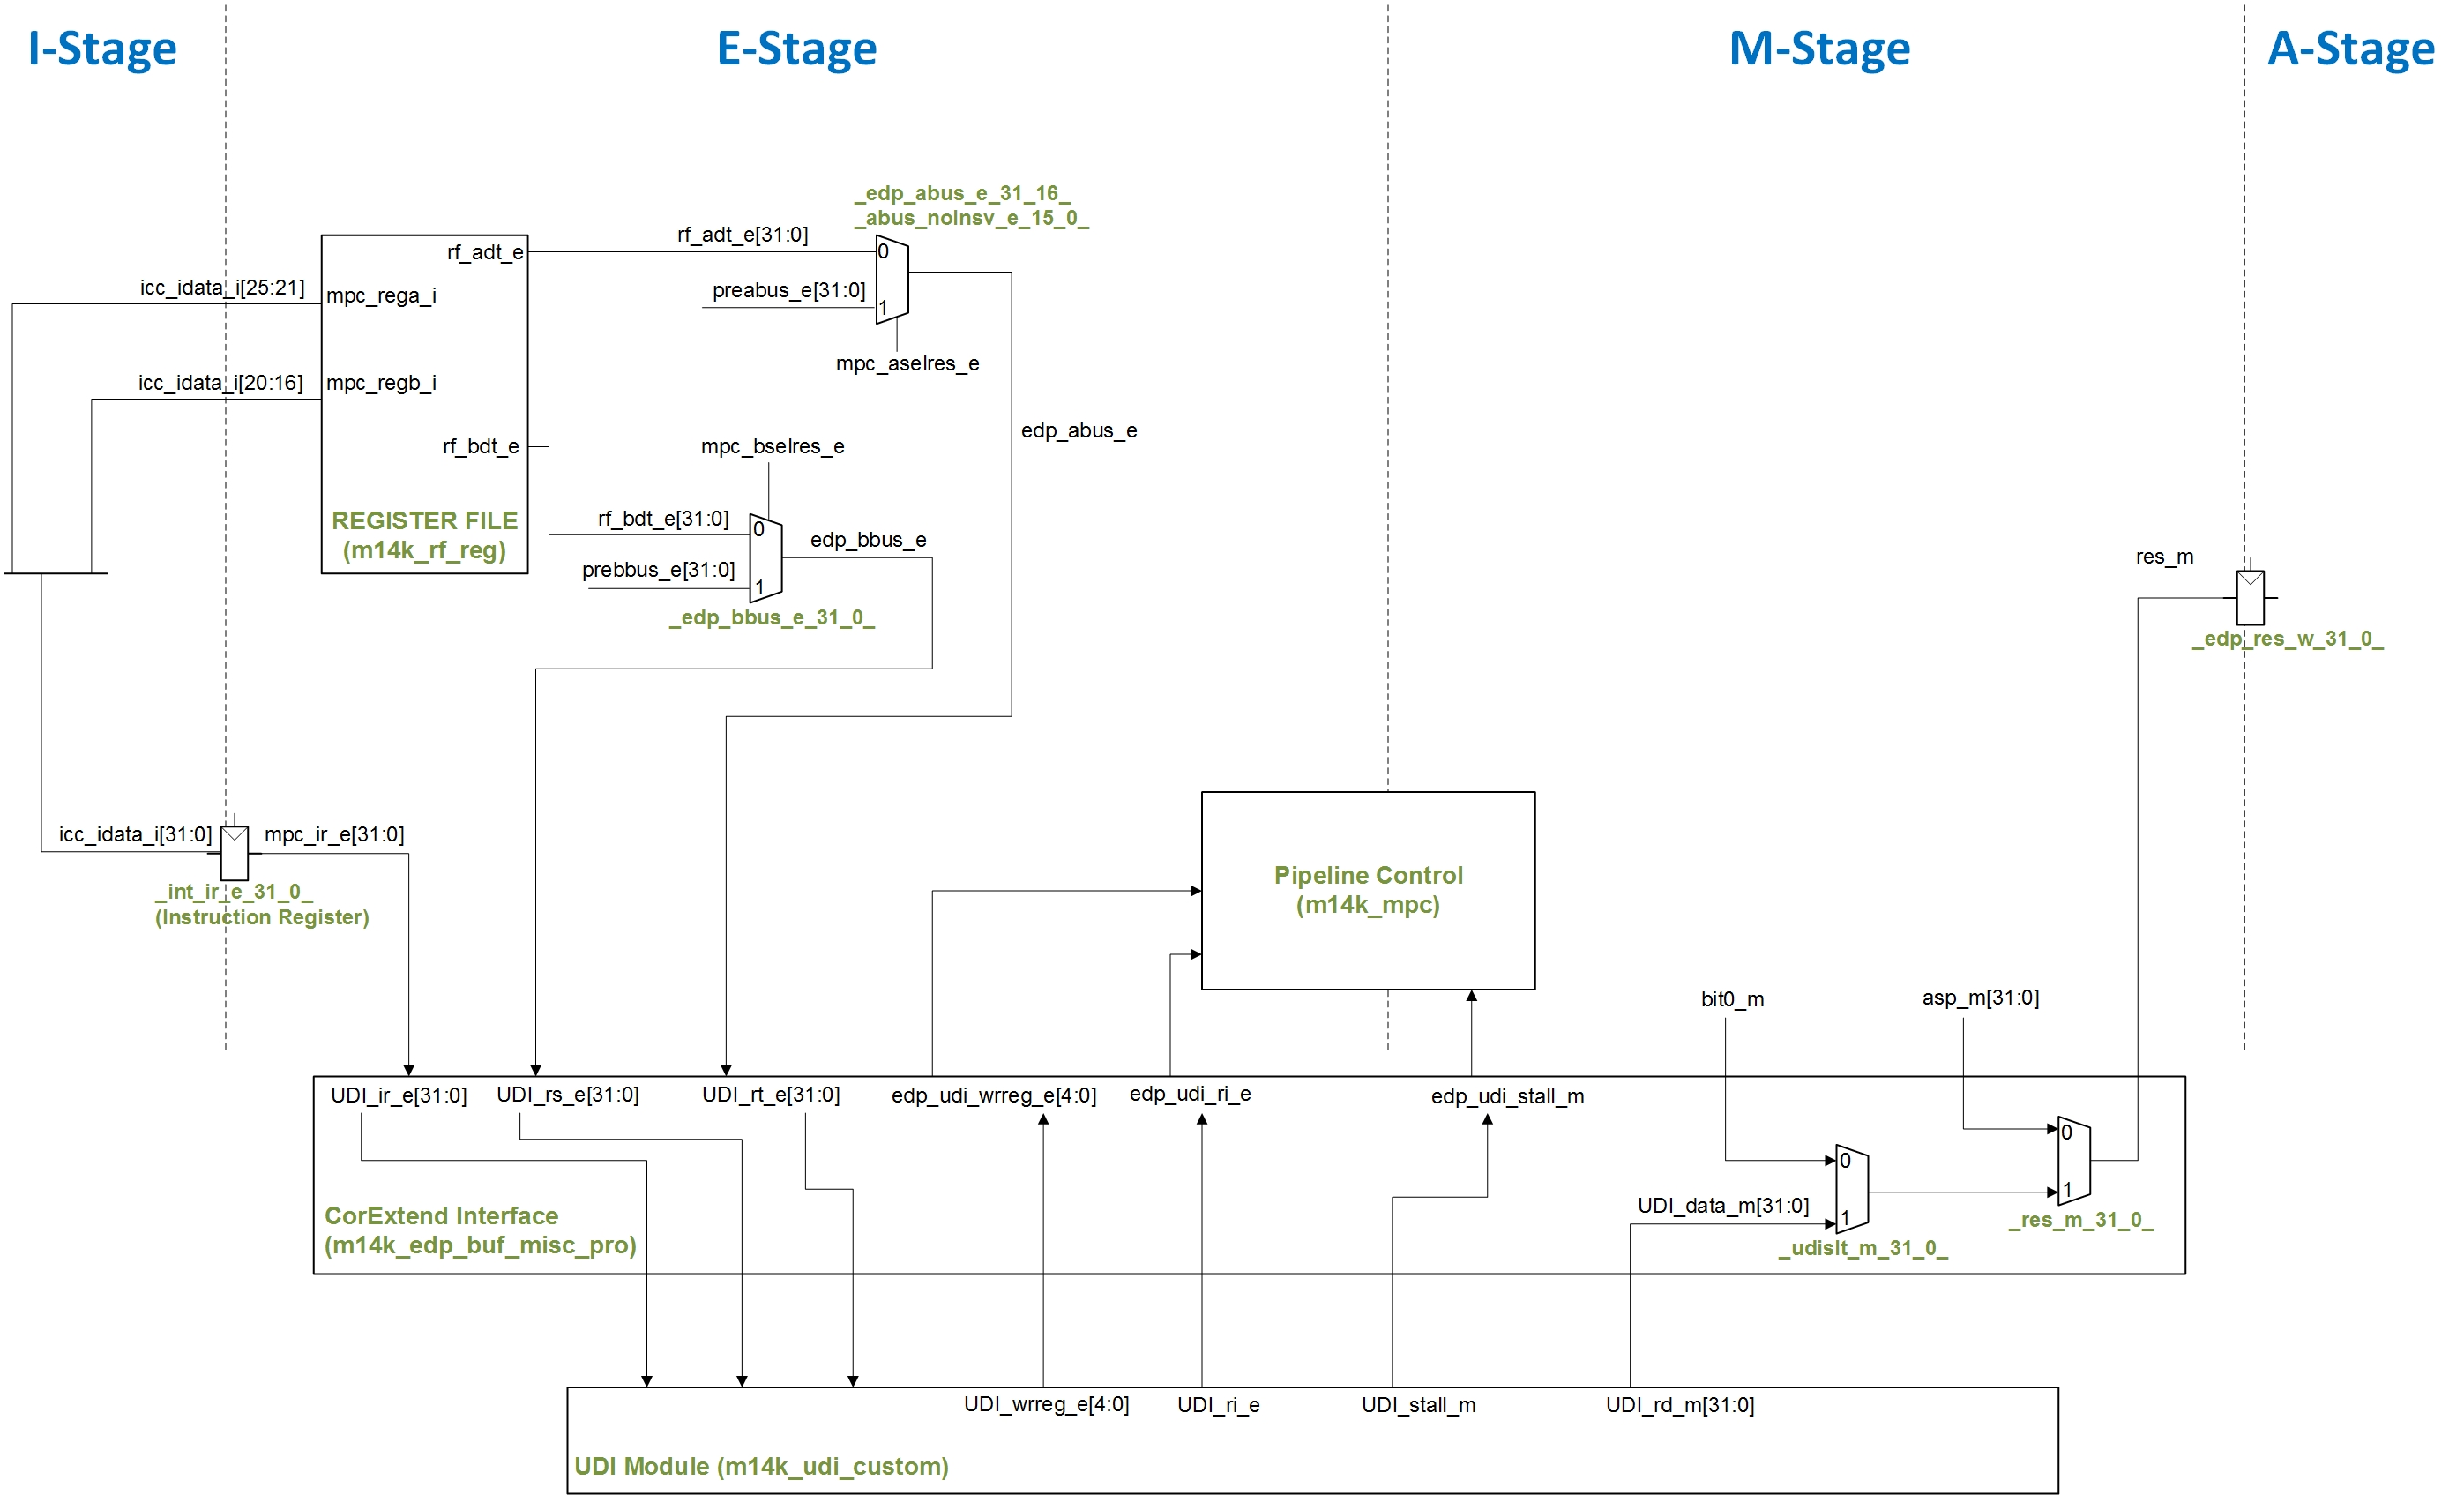 I-Stage
E-Stage
M-Stage
A-Stage
_edp_abus_e_31_16_
_abus_noinsv_e_15_0_
rf_adt_e
rf_adt_e[31:0]
0
icc_idata_i[25:21]
mpc_rega_i
preabus_e[31:0]
1
mpc_aselres_e
icc_idata_i[20:16]
mpc_regb_i
edp_abus_e
rf_bdt_e
mpc_bselres_e
REGISTER FILE
(m14k_rf_reg)
rf_bdt_e[31:0]
0
edp_bbus_e
prebbus_e[31:0]
1
_edp_bbus_e_31_0_
res_m
_edp_res_w_31_0_
icc_idata_i[31:0]
mpc_ir_e[31:0]
_int_ir_e_31_0_
(Instruction Register)
Pipeline Control
(m14k_mpc)
bit0_m
asp_m[31:0]
UDI_ir_e[31:0]
UDI_rs_e[31:0]
UDI_rt_e[31:0]
edp_udi_wrreg_e[4:0]
edp_udi_ri_e
edp_udi_stall_m
0
0
1
UDI_data_m[31:0]
1
_res_m_31_0_
_udislt_m_31_0_
CorExtend Interface
(m14k_edp_buf_misc_pro)
UDI_wrreg_e[4:0]
UDI_ri_e
UDI_stall_m
UDI_rd_m[31:0]
UDI Module (m14k_udi_custom)